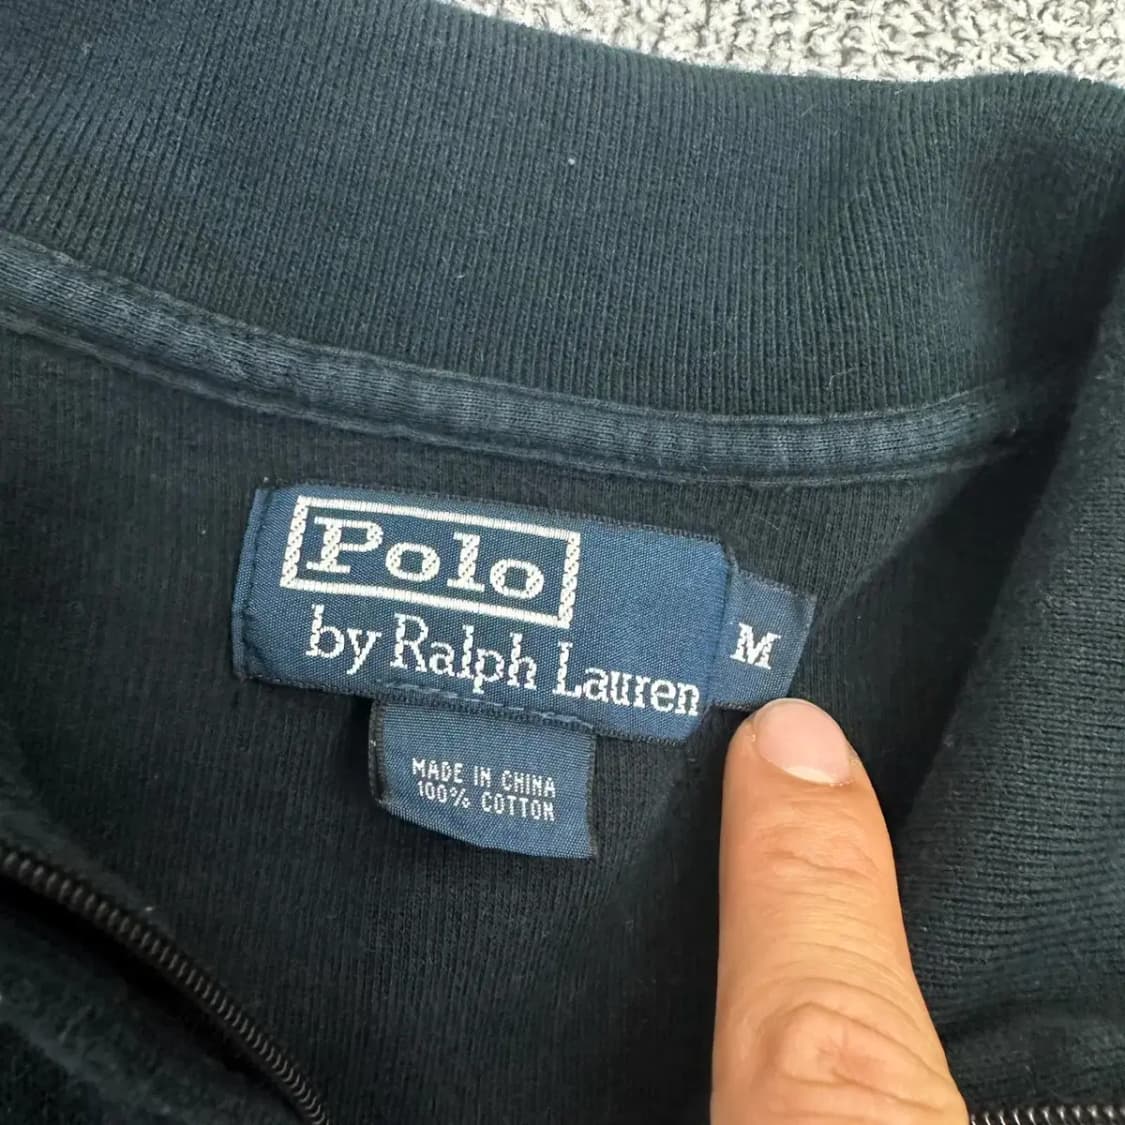 Polo
by Ralph Lauren
M
MADE IN CHINA
100% COTTON